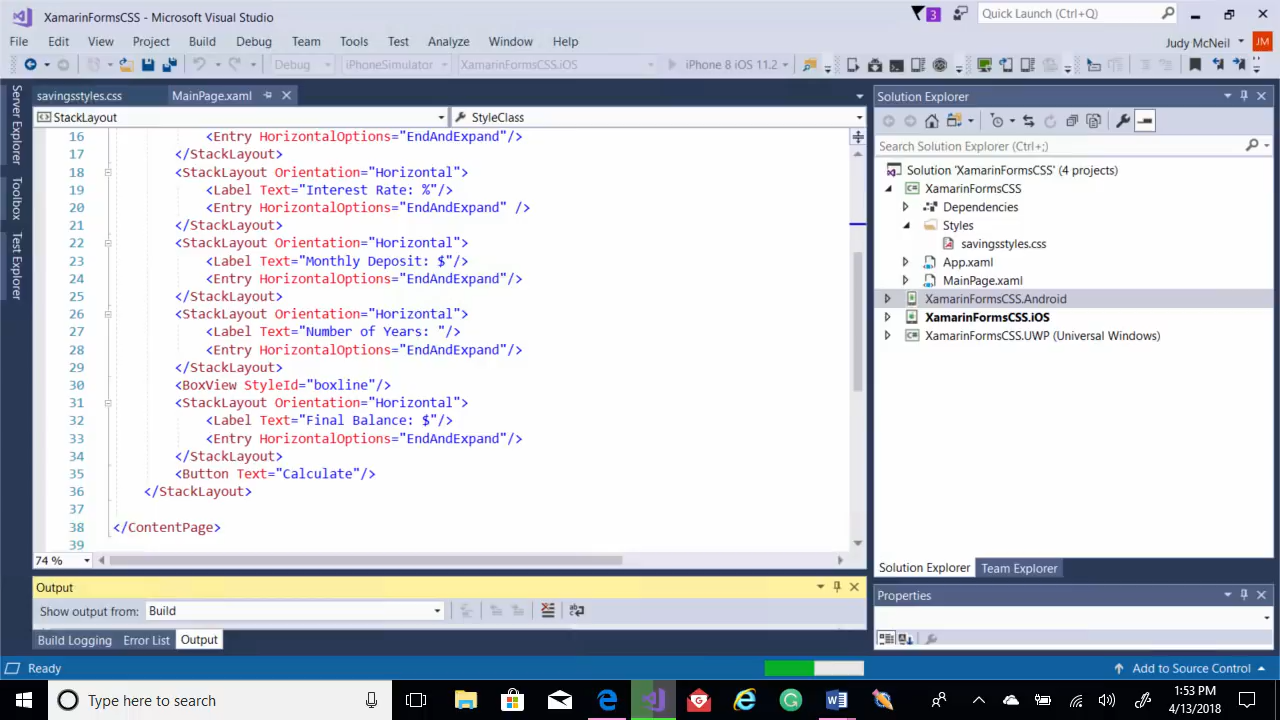 XamarinFormsCSS - Microsoft Visual Studio
3
Quick Launch (Ctrl+Q)
File Edit View Project Build Debug Team Tools Test Analyze Window Help
Judy McNeil
JM
Debug
iPhoneSimulator
XamarinFormsCSS.iOS
iPhone 8 iOS 11.2
Server Explorer
Toolbox
Test Explorer
savingsstyles.css
MainPage.xaml
StackLayout
StyleClass
16 <Entry HorizontalOptions="EndAndExpand"/>
17 </StackLayout>
18 <StackLayout Orientation="Horizontal">
19 <Label Text="Interest Rate: %"/>
20 <Entry HorizontalOptions="EndAndExpand" />
21 </StackLayout>
22 <StackLayout Orientation="Horizontal">
23 <Label Text="Monthly Deposit: $"/>
24 <Entry HorizontalOptions="EndAndExpand"/>
25 </StackLayout>
26 <StackLayout Orientation="Horizontal">
27 <Label Text="Number of Years: "/>
28 <Entry HorizontalOptions="EndAndExpand"/>
29 </StackLayout>
30 <BoxView StyleId="boxline"/>
31 <StackLayout Orientation="Horizontal">
32 <Label Text="Final Balance: $"/>
33 <Entry HorizontalOptions="EndAndExpand"/>
34 </StackLayout>
35 <Button Text="Calculate"/>
36 </StackLayout>
37
38 </ContentPage>
39
74 %
Output
Show output from: Build
Build Logging
Error List
Output
Solution Explorer
Search Solution Explorer (Ctrl+;)
Solution 'XamarinFormsCSS' (4 projects)
XamarinFormsCSS
Dependencies
Styles
savingsstyles.css
App.xaml
MainPage.xaml
XamarinFormsCSS.Android
XamarinFormsCSS.iOS
XamarinFormsCSS.UWP (Universal Windows)
Solution Explorer
Team Explorer
Properties
Ready
Add to Source Control
Type here to search
1:53 PM
4/13/2018